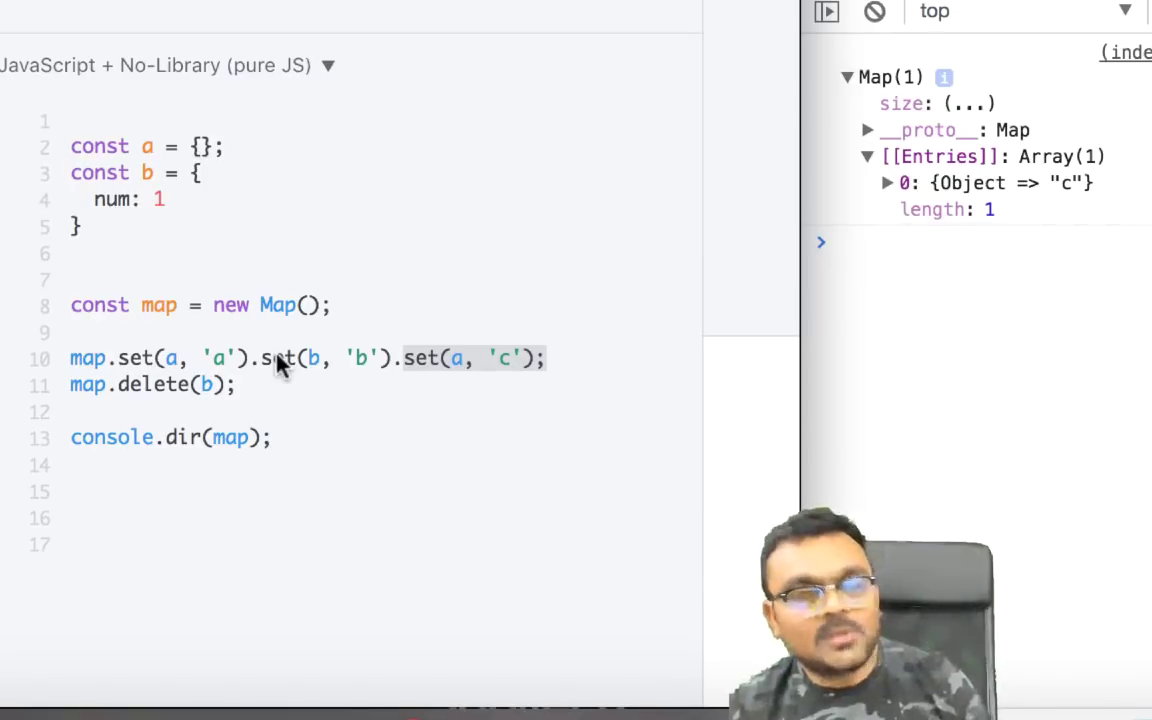 JavaScript + No-Library (pure JS) ▼
1
2 const a = {};
3 const b = {
4 num: 1
5 }
6
7
8 const map = new Map();
9
10 map.set(a, 'a').set(b, 'b').set(a, 'c');
11 map.delete(b);
12
13 console.dir(map);
14
15
16
17
top ▼
(inde
▼Map(1) i
size: (...)
▶__proto__: Map
▼[[Entries]]: Array(1)
▶0: {Object => "c"}
length: 1
>